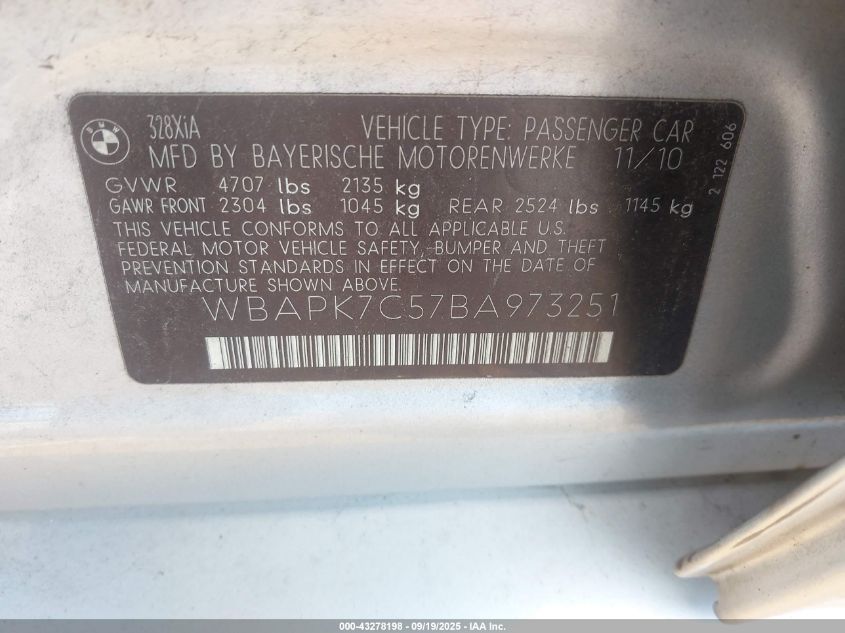 BMW
328XiA VEHICLE TYPE: PASSENGER CAR
MFD BY BAYERISCHE MOTORENWERKE 11/10
GVWR 4707 lbs 2135 kg
GAWR FRONT 2304 lbs 1045 kg REAR 2524 lbs 1145 kg
THIS VEHICLE CONFORMS TO ALL APPLICABLE U.S.
FEDERAL MOTOR VEHICLE SAFETY, BUMPER AND THEFT
PREVENTION STANDARDS IN EFFECT ON THE DATE OF
MANUFACTURE SHOWN ABOVE.
WBAPK7C57BA973251
2 122 606
000-43278198 - 09/19/2025 - IAA Inc.